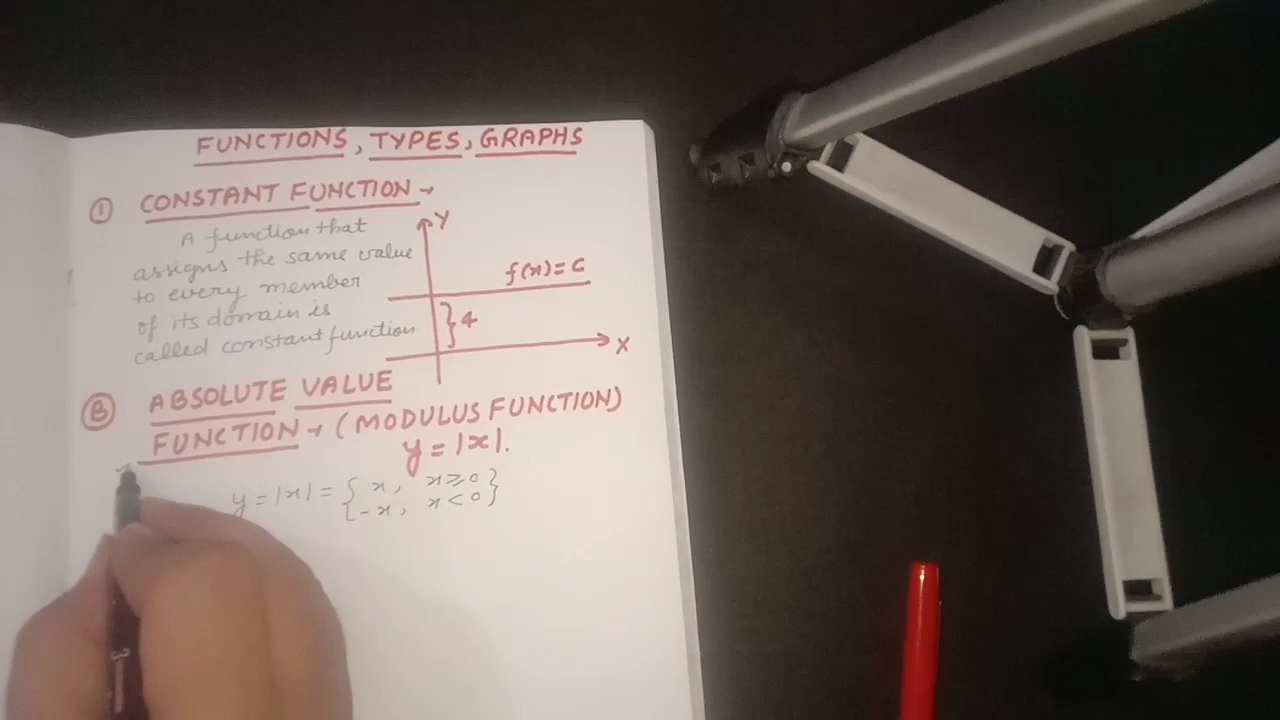 FUNCTIONS, TYPES, GRAPHS
① CONSTANT FUNCTION →
A function that
assigns the same value
to every member
of its domain is
called constant function.
Y
f(x) = C
} 4
X
Ⓑ ABSOLUTE VALUE
FUNCTION → (MODULUS FUNCTION)
y = |x|.
y = |x| = { x, x ≥ 0 }
{ -x, x < 0 }